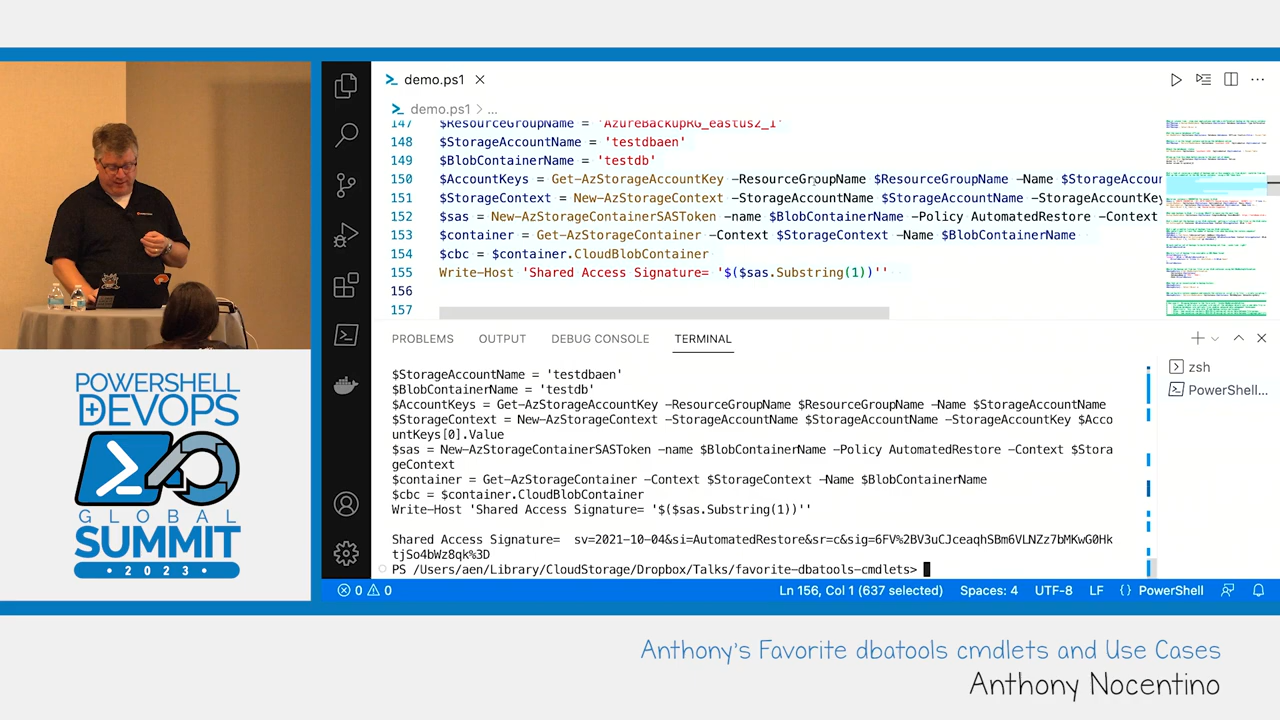 demo.ps1
demo.ps1 > ...
147 $ResourceGroupName = 'AzureBackupRG_eastus2_1'
148 $StorageAccountName = 'testdbaen'
149 $BlobContainerName = 'testdb'
150 $AccountKeys = Get-AzStorageAccountKey -ResourceGroupName $ResourceGroupName -Name $StorageAccour
151 $StorageContext = New-AzStorageContext -StorageAccountName $StorageAccountName -StorageAccountKey
152 $sas = New-AzStorageContainerSASToken -name $BlobContainerName -Policy AutomatedRestore -Context
153 $container = Get-AzStorageContainer -Context $StorageContext -Name $BlobContainerName
154 $cbc = $container.CloudBlobContainer
155 Write-Host 'Shared Access Signature= '$($sas.Substring(1))''
156
157
PROBLEMS OUTPUT DEBUG CONSOLE TERMINAL
$StorageAccountName = 'testdbaen'
$BlobContainerName = 'testdb'
$AccountKeys = Get-AzStorageAccountKey -ResourceGroupName $ResourceGroupName -Name $StorageAccountName
$StorageContext = New-AzStorageContext -StorageAccountName $StorageAccountName -StorageAccountKey $Acco
untKeys[0].Value
$sas = New-AzStorageContainerSASToken -name $BlobContainerName -Policy AutomatedRestore -Context $Stora
geContext
$container = Get-AzStorageContainer -Context $StorageContext -Name $BlobContainerName
$cbc = $container.CloudBlobContainer
Write-Host 'Shared Access Signature= '$($sas.Substring(1))''
Shared Access Signature=  sv=2021-10-04&si=AutomatedRestore&sr=c&sig=6FV%2BV3uCJceaqhSBm6VLNZz7bMKwG0Hk
tjSo4bWz8qk%3D
PS /Users/aen/Library/CloudStorage/Dropbox/Talks/favorite-dbatools-cmdlets>
zsh
PowerShell...
0 0 Ln 156, Col 1 (637 selected) Spaces: 4 UTF-8 LF {} PowerShell
POWERSHELL
+DEVOPS
GLOBAL
SUMMIT
• 2023 •
Anthony's Favorite dbatools cmdlets and Use Cases
Anthony Nocentino